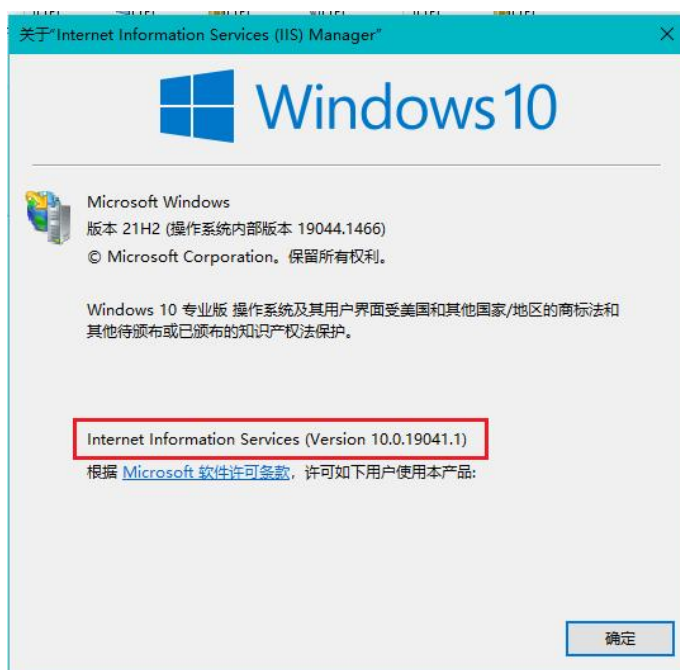 关于"Internet Information Services (IIS) Manager"
Windows 10
Microsoft Windows
版本 21H2 (操作系统内部版本 19044.1466)
© Microsoft Corporation。保留所有权利。
Windows 10 专业版 操作系统及其用户界面受美国和其他国家/地区的商标法和
其他待颁布或已颁布的知识产权法保护。
Internet Information Services (Version 10.0.19041.1)
根据 Microsoft 软件许可条款，许可如下用户使用本产品:
确定